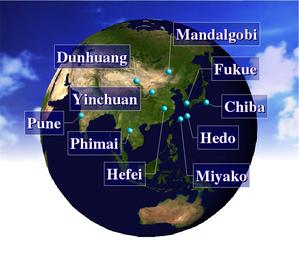 Mandalgobi
Dunhuang
Fukue
Yinchuan
Chiba
Pune
Phimai
Hedo
Hefei
Miyako